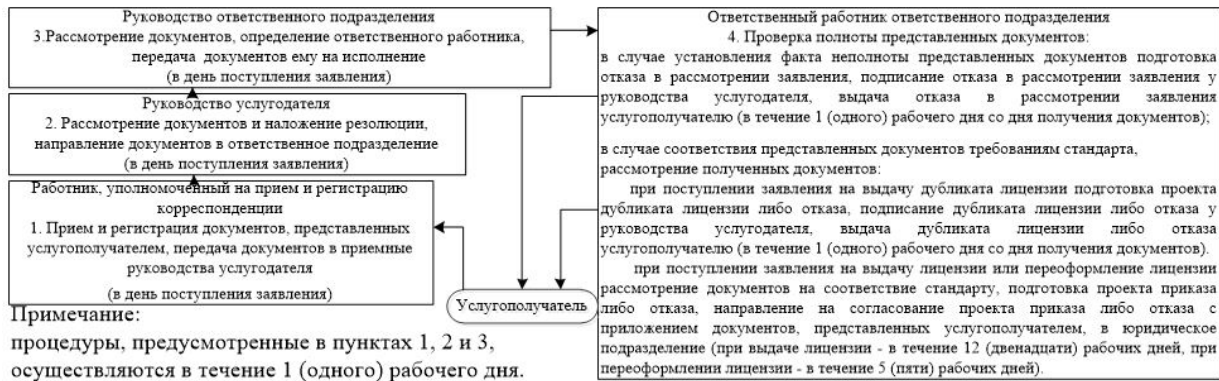 Руководство ответственного подразделения
3.Рассмотрение документов, определение ответственного работника,
передача документов ему на исполнение
(в день поступления заявления)
Руководство услугодателя
2. Рассмотрение документов и наложение резолюции,
направление документов в ответственное подразделение
(в день поступления заявления)
Работник, уполномоченный на прием и регистрацию
корреспонденции
1. Прием и регистрация документов, представленных
услугополучателем, передача документов в приемные
руководства услугодателя
(в день поступления заявления)
Примечание:
процедуры, предусмотренные в пунктах 1, 2 и 3,
осуществляются в течение 1 (одного) рабочего дня.
Услугополучатель
Ответственный работник ответственного подразделения
4. Проверка полноты представленных документов:
в случае установления факта неполноты представленных документов подготовка
отказа в рассмотрении заявления, подписание отказа в рассмотрении заявления у
руководства услугодателя, выдача отказа в рассмотрении заявления
услугополучателю (в течение 1 (одного) рабочего дня со дня получения документов);
в случае соответствия представленных документов требованиям стандарта,
рассмотрение полученных документов:
при поступлении заявления на выдачу дубликата лицензии подготовка проекта
дубликата лицензии либо отказа, подписание дубликата лицензии либо отказа у
руководства услугодателя, выдача дубликата лицензии либо отказа
услугополучателю (в течение 1 (одного) рабочего дня со дня получения документов).
при поступлении заявления на выдачу лицензии или переоформление лицензии
рассмотрение документов на соответствие стандарту, подготовка проекта приказа
либо отказа, направление на согласование проекта приказа либо отказа с
приложением документов, представленных услугополучателем, в юридическое
подразделение (при выдаче лицензии - в течение 12 (двенадцати) рабочих дней, при
переоформлении лицензии - в течение 5 (пяти) рабочих дней).